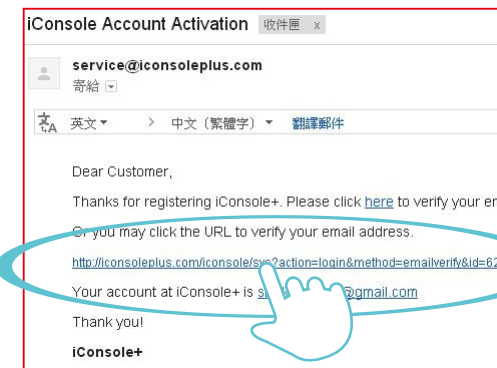 iConsole Account Activation 收件匣 x
service@iconsoleplus.com
寄給
英文 > 中文（繁體字） 翻譯郵件
Dear Customer,
Thanks for registering iConsole+. Please click here to verify your
Or you may click the URL to verify your email address.
http://iconsoleplus.com/iconsole/sys?action=login&method=emailverify&id=62
Your account at iConsole+ is @gmail.com
Thank you!
iConsole+